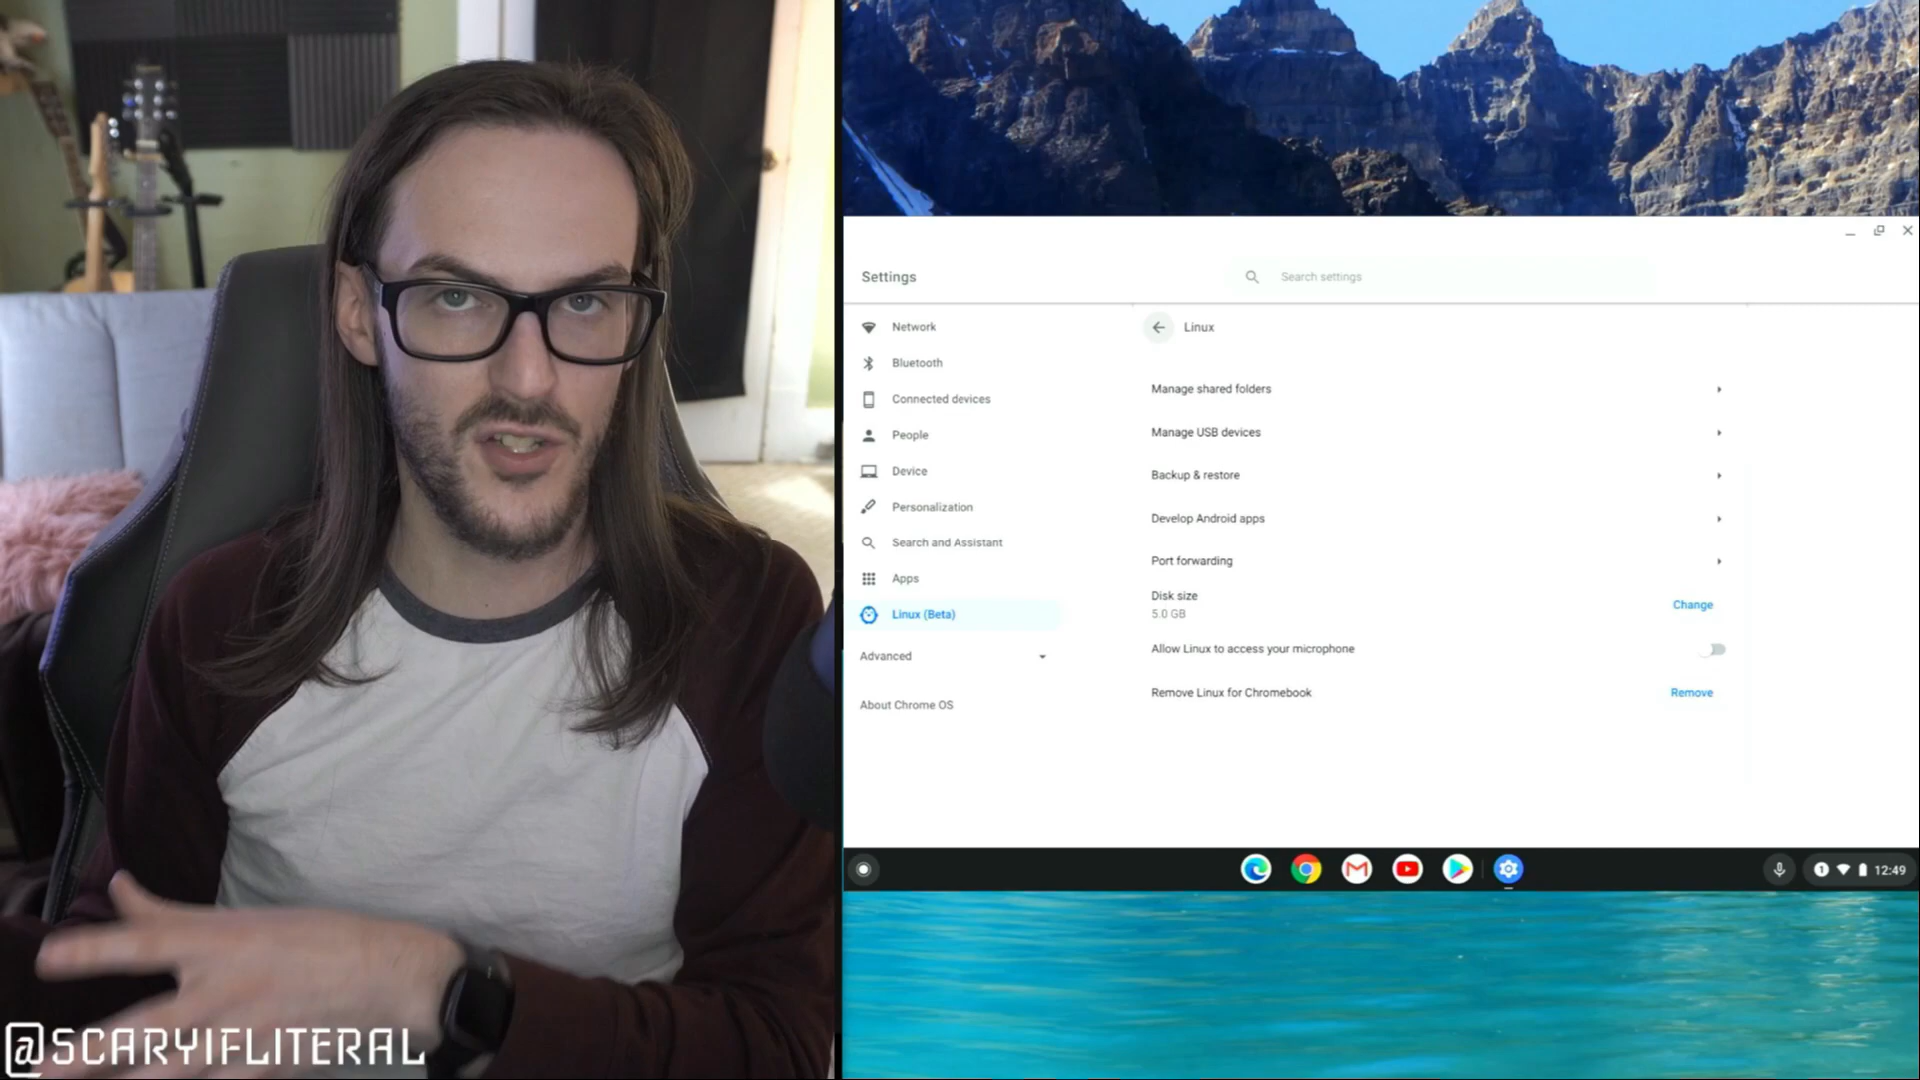 @SCARYIFLITERAL
Settings
Search settings
Network
Bluetooth
Connected devices
People
Device
Personalization
Search and Assistant
Apps
Linux (Beta)
Advanced
About Chrome OS
Linux
Manage shared folders
Manage USB devices
Backup & restore
Develop Android apps
Port forwarding
Disk size
5.0 GB
Change
Allow Linux to access your microphone
Remove Linux for Chromebook
Remove
1
12:49